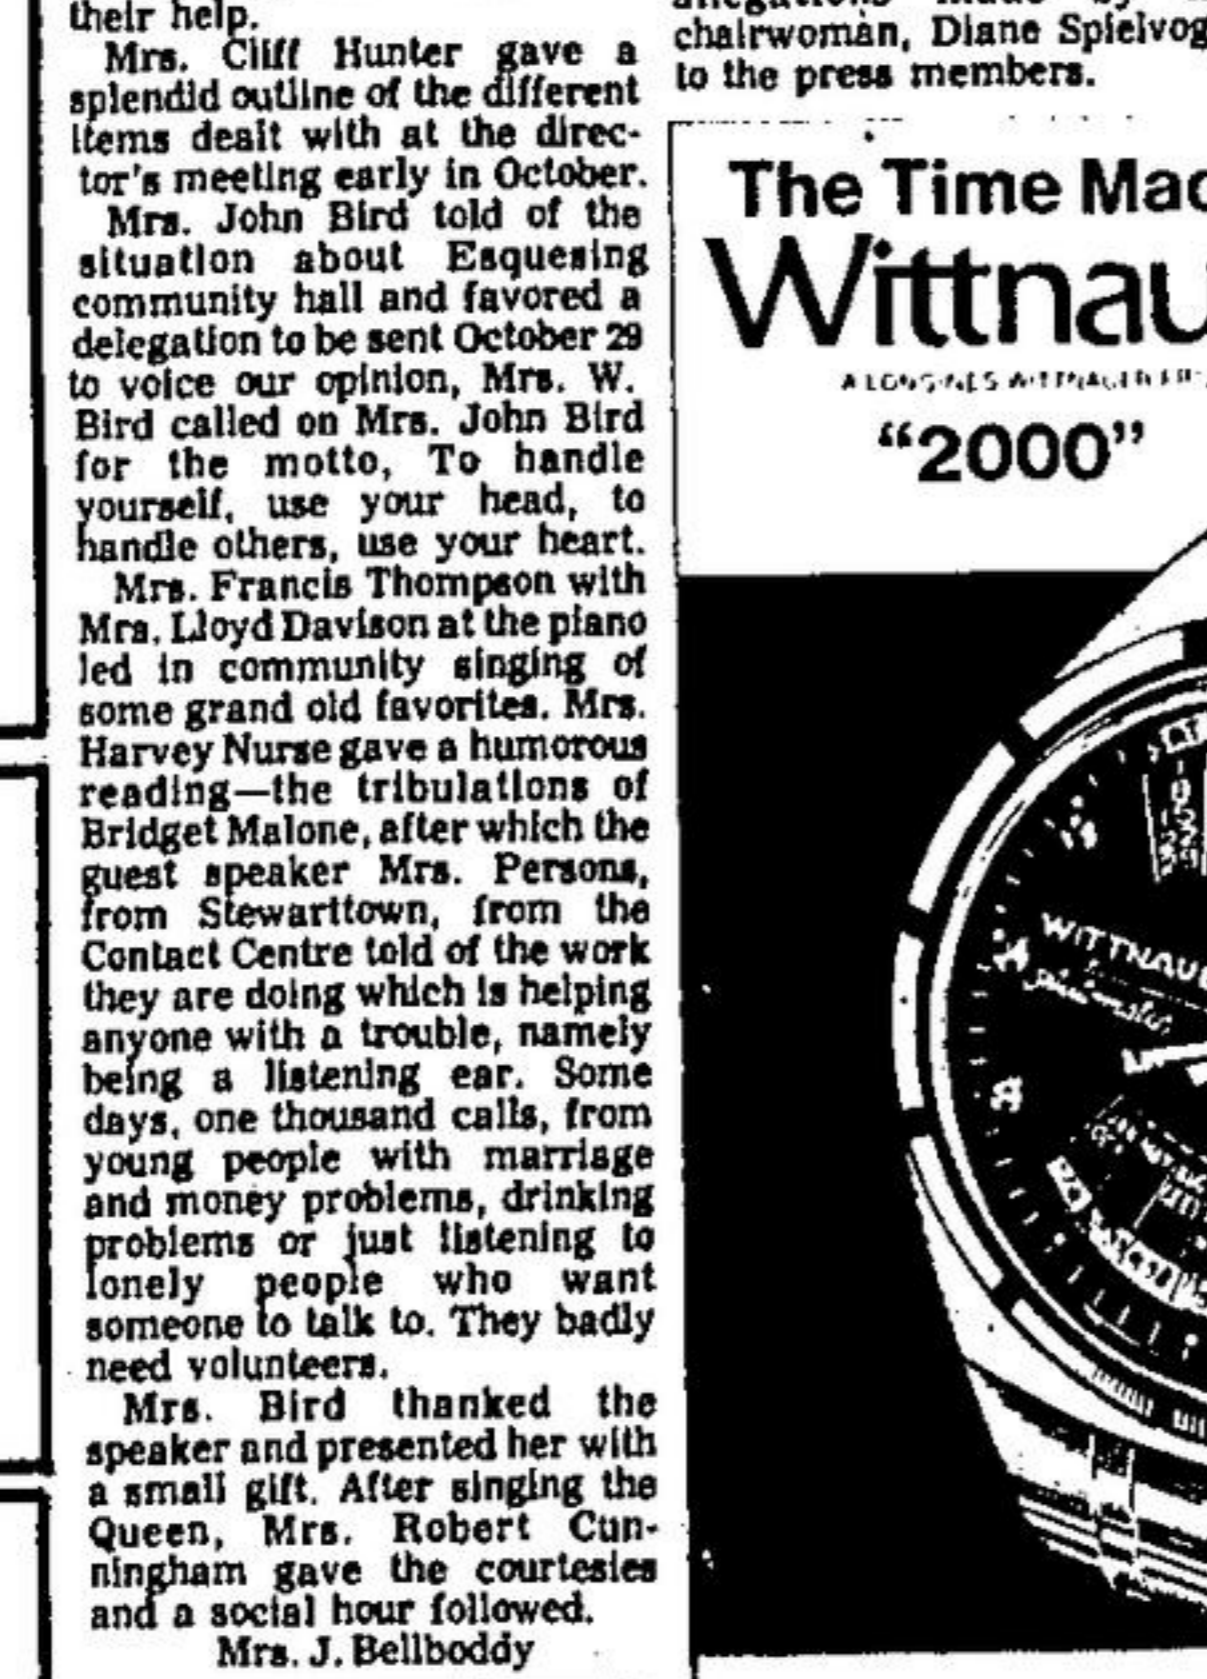 their help.
Mrs. Cliff Hunter gave a
splendid outline of the different
items dealt with at the direc-
tor's meeting early in October.
Mrs. John Bird told of the
situation about Esquesing
community hall and favored a
delegation to be sent October 29
to voice our opinion, Mrs. W.
Bird called on Mrs. John Bird
for the motto, To handle
yourself, use your head, to
handle others, use your heart.
Mrs. Francis Thompson with
Mrs. Lloyd Davison at the piano
led in community singing of
some grand old favorites. Mrs.
Harvey Nurse gave a humorous
reading—the tribulations of
Bridget Malone, after which the
guest speaker Mrs. Persons,
from Stewarttown, from the
Contact Centre told of the work
they are doing which is helping
anyone with a trouble, namely
being a listening ear. Some
days, one thousand calls, from
young people with marriage
and money problems, drinking
problems or just listening to
lonely people who want
someone to talk to. They badly
need volunteers.
Mrs. Bird thanked the
speaker and presented her with
a small gift. After singing the
Queen, Mrs. Robert Cun-
ningham gave the courtesies
and a social hour followed.
Mrs. J. Bellboddy
chairwoman, Diane Spielvog
to the press members.
The Time Mac
Wittnau
A LONGINES WITTNAUER
"2000"
WITTNAUE